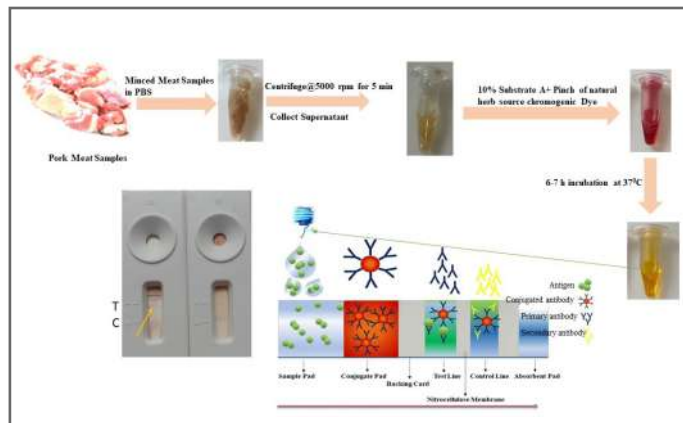 Minced Meat Samples
in PBS
Centrifuge@5000 rpm for 5 min
Collect Supernatant
10% Substrate A+ Pinch of natural
herb source chromogenic Dye
Pork Meat Samples
6-7 h incubation at 37⁰C
T
C
Antigen
Conjugated antibody
Primary antibody
Secondary antibody
Sample Pad
Conjugate Pad
Backing Card
Test Line
Control Line
Absorbent Pad
Nitrocellulose Membrane